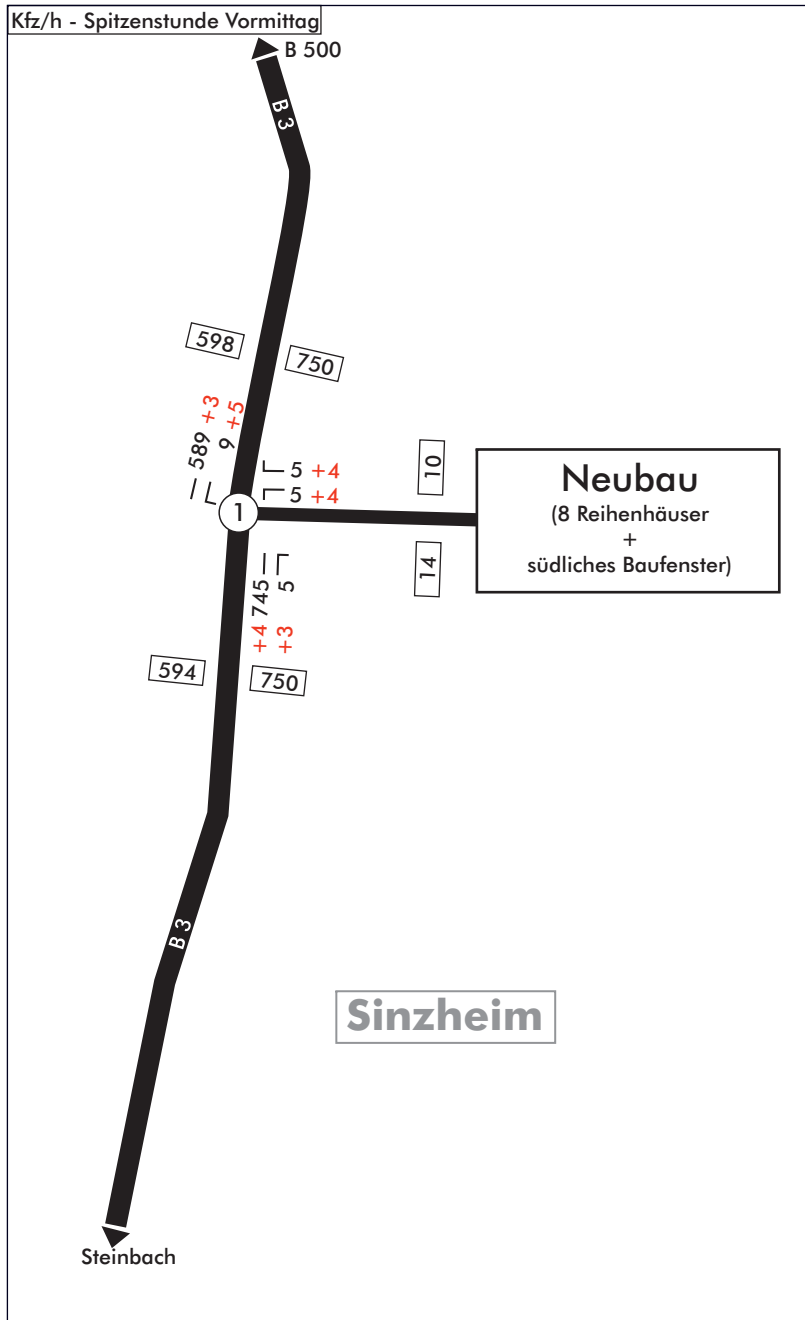 Kfz/h - Spitzenstunde Vormittag
B 500
B 3
598
750
589 +3
9 +5
5 +4
5 +4
10
Neubau
(8 Reihenhäuser
+
südliches Baufenster)
1
14
+4 745
+3 5
594
750
B 3
Sinzheim
Steinbach